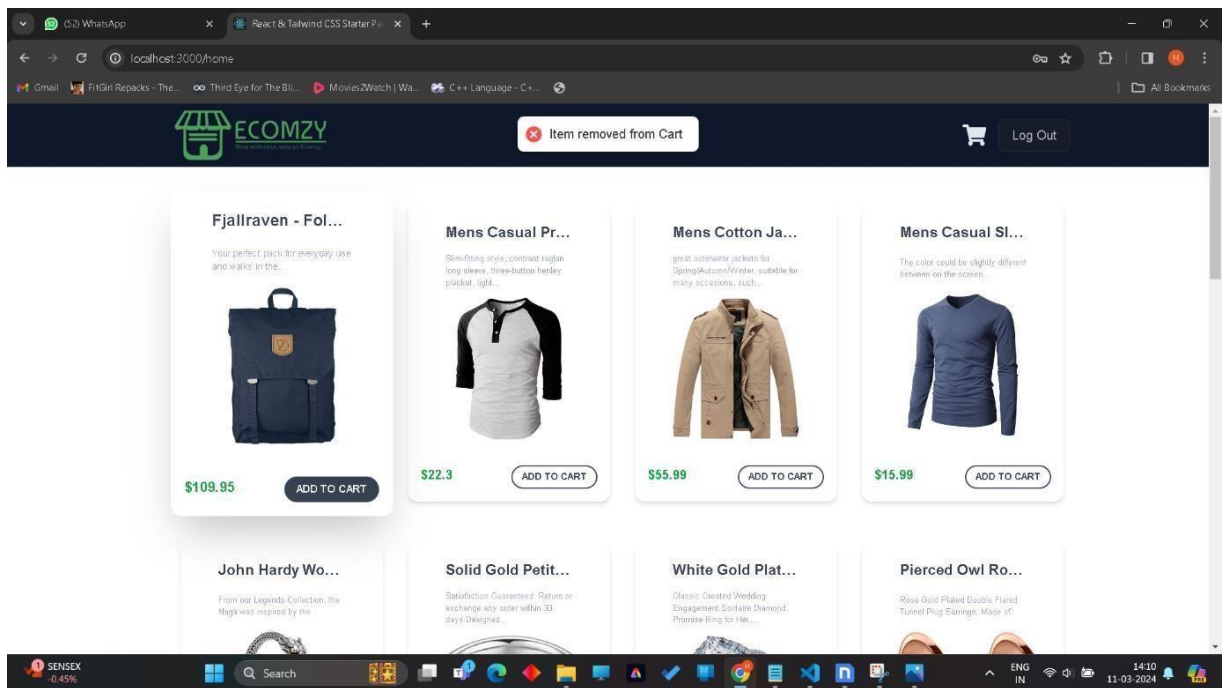 (52) WhatsApp
React & Tailwind CSS Starter Pa
localhost:3000/home
Gmail
FitGirl Repacks - The...
Third Eye for The Bli...
Movies2Watch | Wa...
C++ Language - C+...
All Bookmarks
ECOMZY
Item removed from Cart
Log Out
Fjallraven - Fol...
Your perfect pack for everyday use
and walks in the...
$109.95
ADD TO CART
Mens Casual Pr...
Slim-fitting style, contrast raglan
long sleeve, three-button henley
placket, light...
$22.3
ADD TO CART
Mens Cotton Ja...
great outerwear jackets for
Spring/Autumn/Winter, suitable for
many occasions, such...
$55.99
ADD TO CART
Mens Casual Sl...
The color could be slightly different
between on the screen...
$15.99
ADD TO CART
John Hardy Wo...
From our Legends Collection, the
Naga was inspired by the...
Solid Gold Petit...
Satisfaction Guaranteed. Return or
exchange any order within 30
days.Designed...
White Gold Plat...
Classic Created Wedding
Engagement Solitaire Diamond
Promise Ring for Her...
Pierced Owl Ro...
Rose Gold Plated Double Flared
Tunnel Plug Earrings. Made of
1
SENSEX
-0.45%
Search
ENG
IN
14:10
11-03-2024